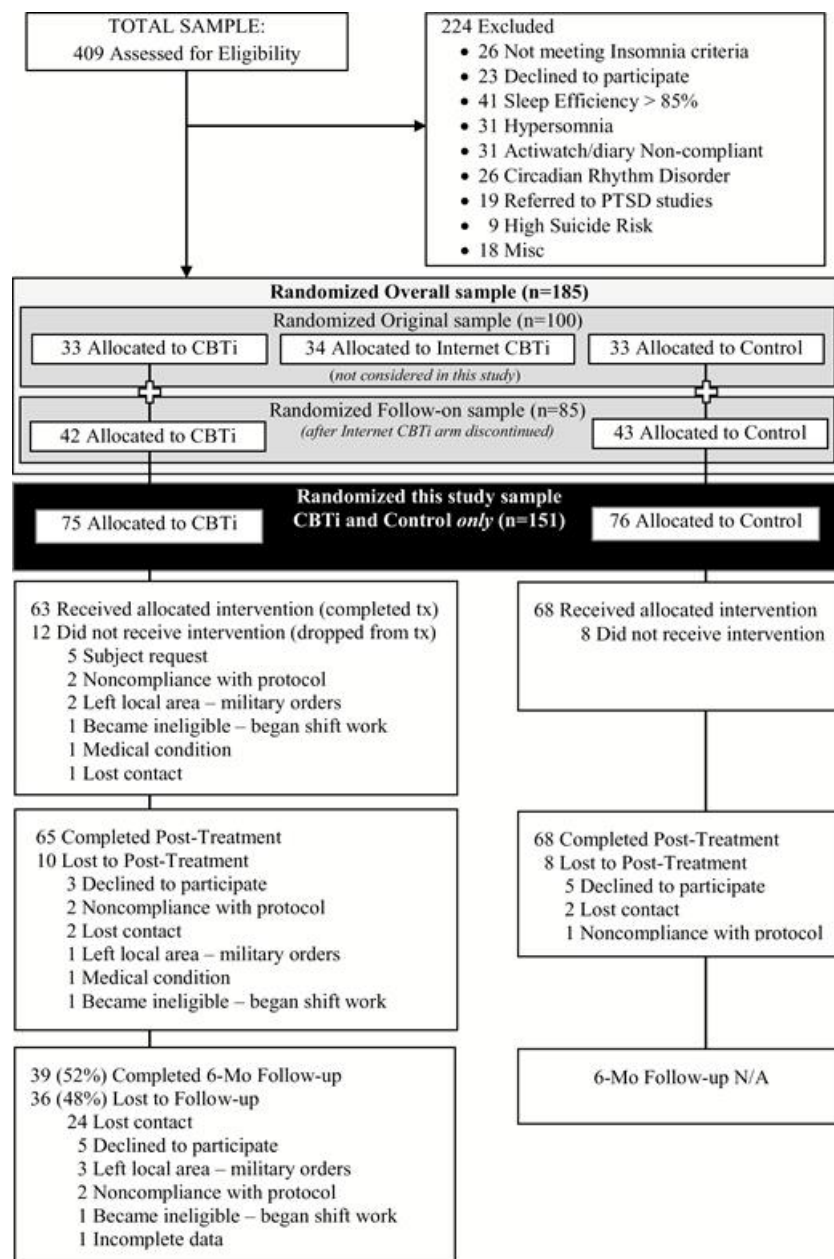 TOTAL SAMPLE:
409 Assessed for Eligibility
224 Excluded
• 26 Not meeting Insomnia criteria
• 23 Declined to participate
• 41 Sleep Efficiency > 85%
• 31 Hypersomnia
• 31 Actiwatch/diary Non-compliant
• 26 Circadian Rhythm Disorder
• 19 Referred to PTSD studies
• 9 High Suicide Risk
• 18 Misc
Randomized Overall sample (n=185)
Randomized Original sample (n=100)
33 Allocated to CBTi
34 Allocated to Internet CBTi
33 Allocated to Control
(not considered in this study)
Randomized Follow-on sample (n=85)
(after Internet CBTi arm discontinued)
42 Allocated to CBTi
43 Allocated to Control
Randomized this study sample
CBTi and Control only (n=151)
75 Allocated to CBTi
76 Allocated to Control
63 Received allocated intervention (completed tx)
12 Did not receive intervention (dropped from tx)
5 Subject request
2 Noncompliance with protocol
2 Left local area – military orders
1 Became ineligible – began shift work
1 Medical condition
1 Lost contact
68 Received allocated intervention
8 Did not receive intervention
65 Completed Post-Treatment
10 Lost to Post-Treatment
3 Declined to participate
2 Noncompliance with protocol
2 Lost contact
1 Left local area – military orders
1 Medical condition
1 Became ineligible – began shift work
68 Completed Post-Treatment
8 Lost to Post-Treatment
5 Declined to participate
2 Lost contact
1 Noncompliance with protocol
39 (52%) Completed 6-Mo Follow-up
36 (48%) Lost to Follow-up
24 Lost contact
5 Declined to participate
3 Left local area – military orders
2 Noncompliance with protocol
1 Became ineligible – began shift work
1 Incomplete data
6-Mo Follow-up N/A